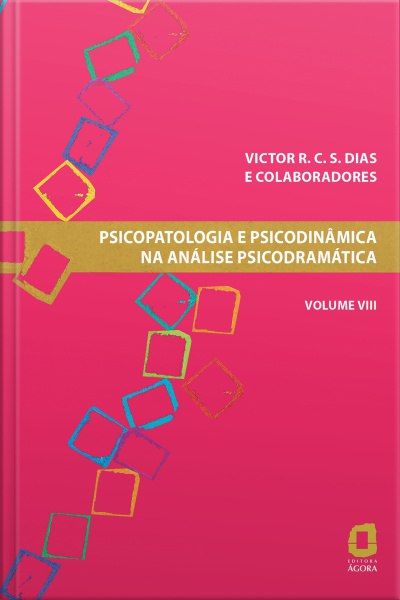 VICTOR R. C. S. DIAS
E COLABORADORES
PSICOPATOLOGIA E PSICODINÂMICA
NA ANÁLISE PSICODRAMÁTICA
VOLUME VIII
EDITORA
ÁGORA